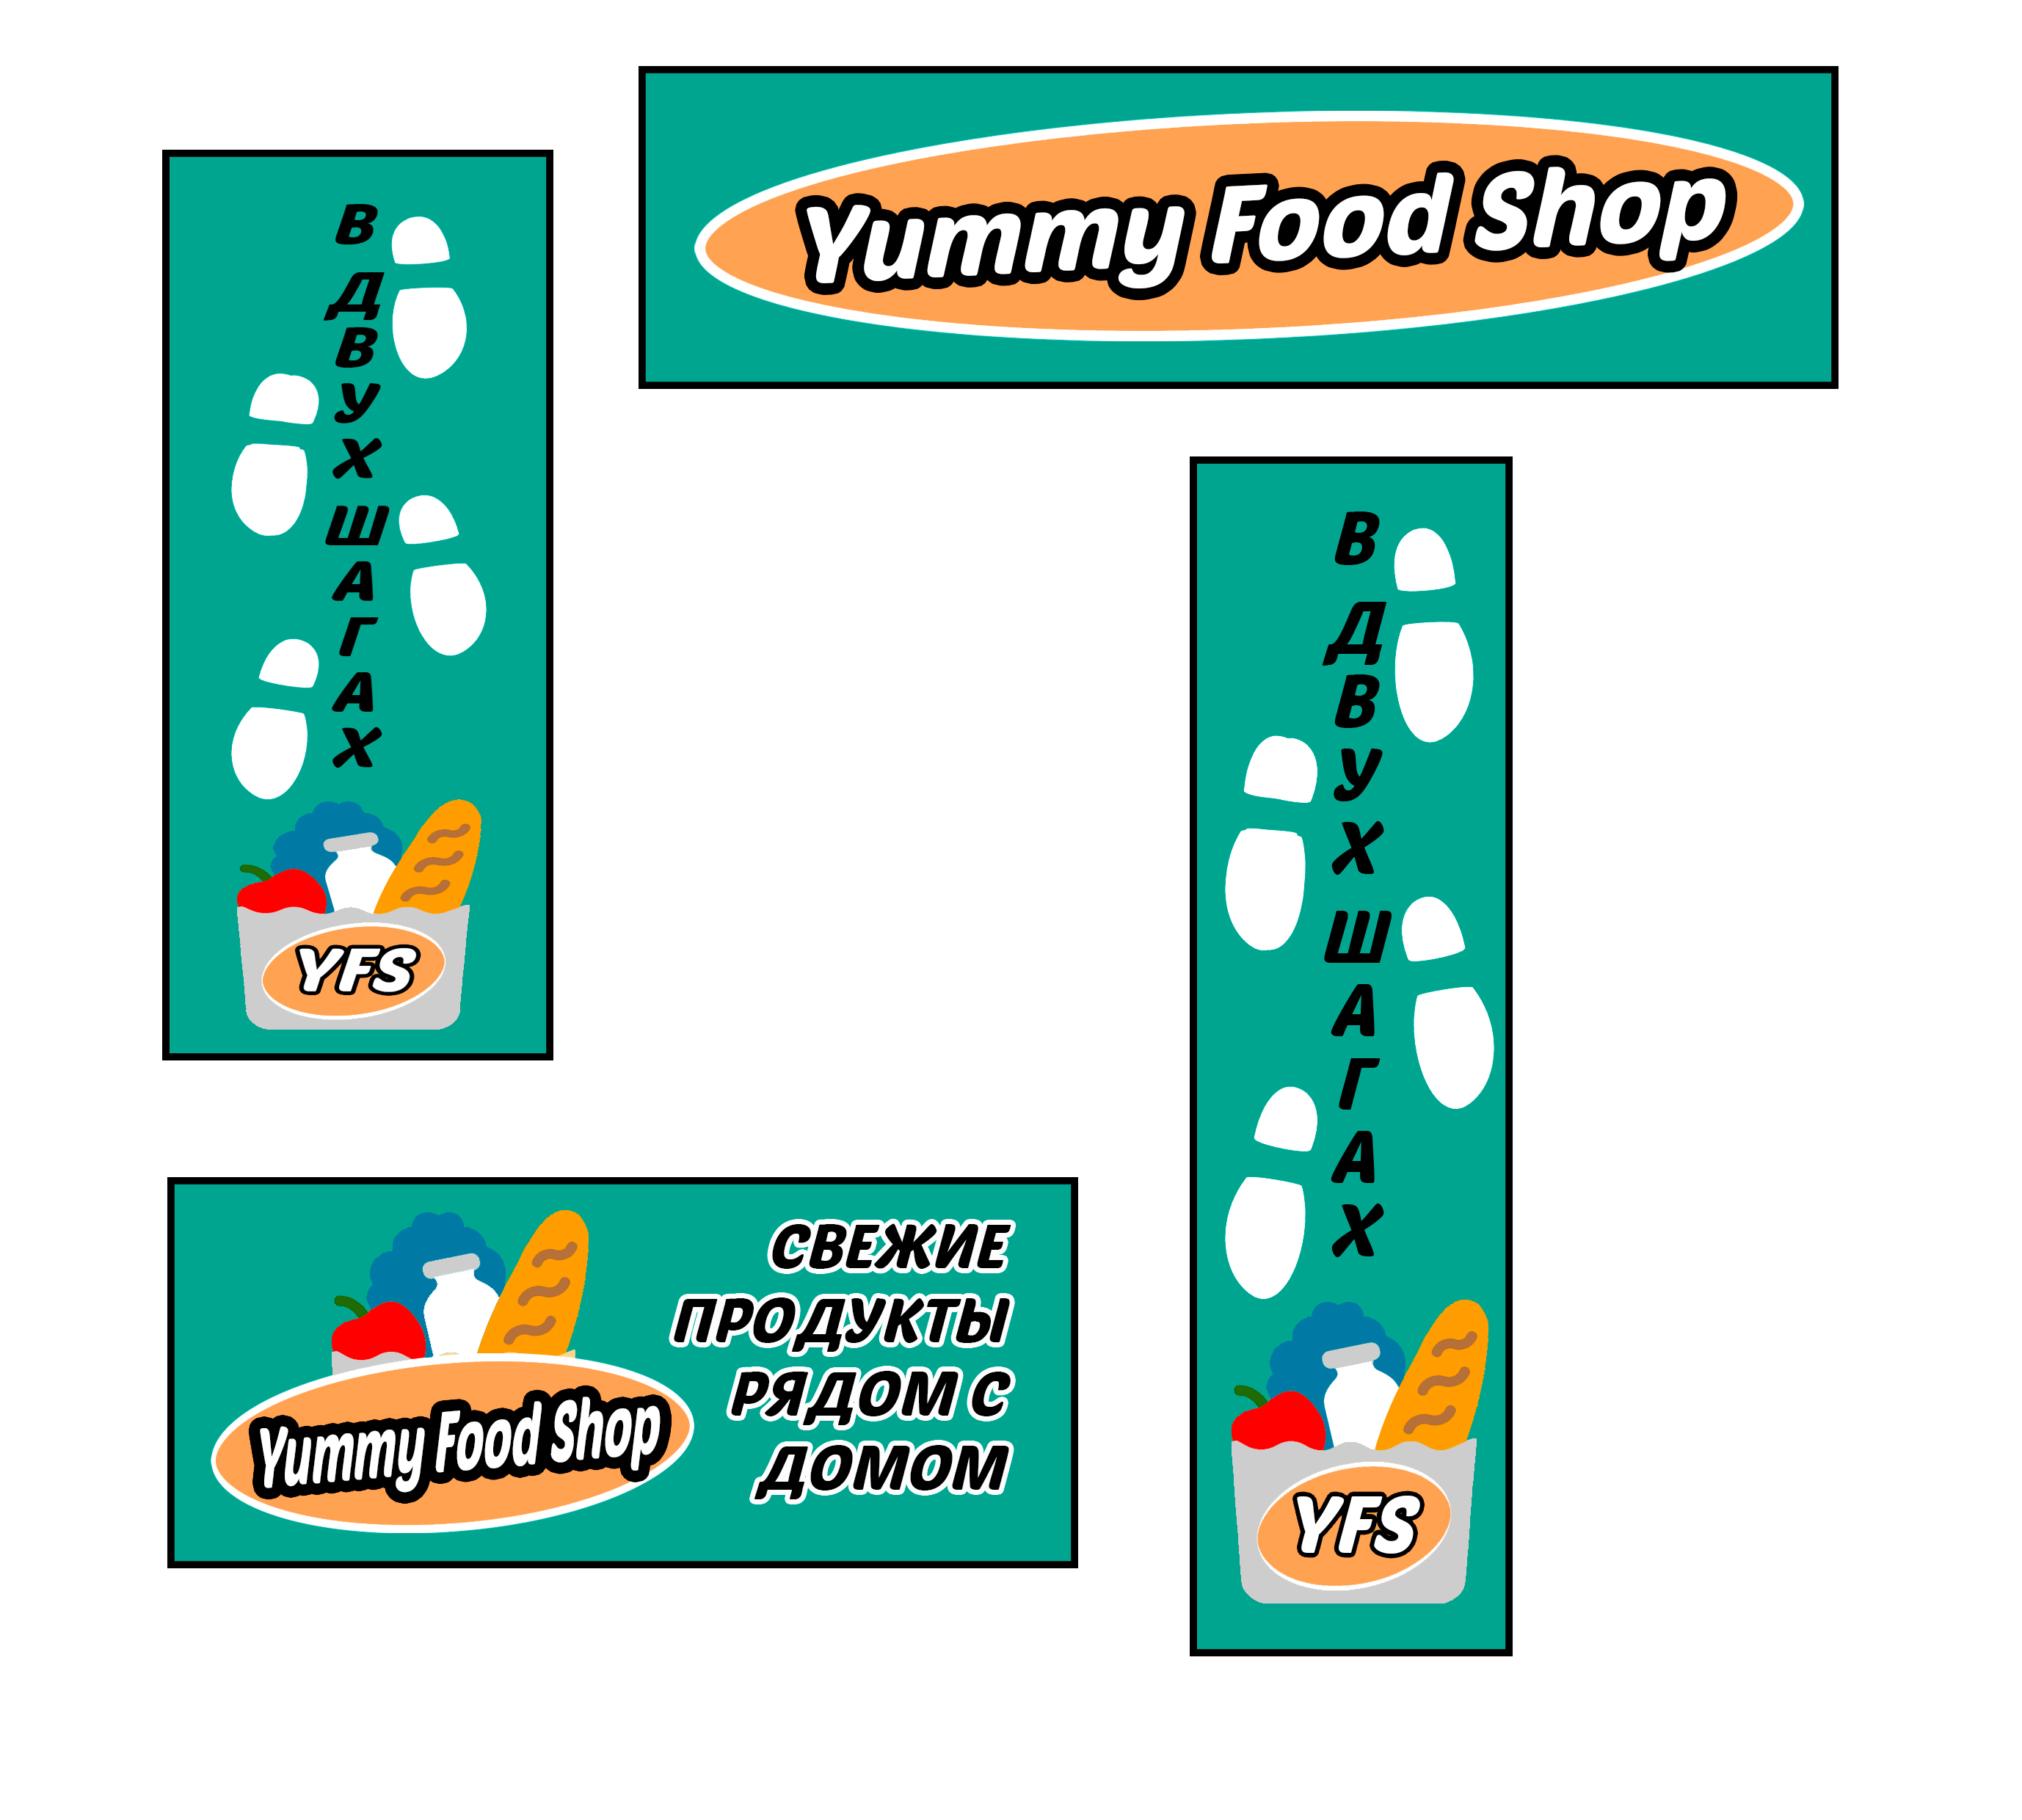 Yummy Food Shop
В ДВУХ ШАГАХ
YFS
В ДВУХ ШАГАХ
YFS
Yummy Food Shop
СВЕЖИЕ
ПРОДУКТЫ
РЯДОМ С
ДОМОМ